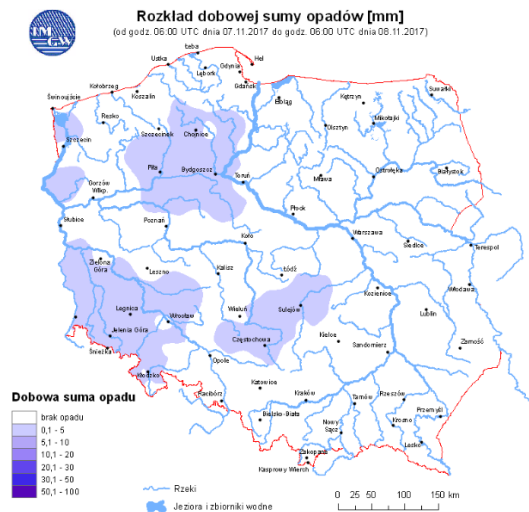 IM
GW
Rozkład dobowej sumy opadów [mm]
(od godz. 06:00 UTC dnia 07.11.2017 do godz. 06:00 UTC dnia 08.11.2017)
Łeba
Ustka
Hel
Lębork
Gdynia
Gdańsk
Kołobrzeg
Koszalin
Świnoujście
Resko
Elbląg
Kętrzyn
Suwałki
Mikołajki
Szczecinek
Chojnice
Olsztyn
Szczecin
Piła
Bydgoszcz
Toruń
Mława
Ostrołęka
Białystok
Gorzów
Wlkp.
Płock
Słubice
Poznań
Koło
Warszawa
Siedlce
Terespol
Zielona
Góra
Leszno
Kalisz
Łódź
Kozienice
Włodawa
Legnica
Wrocław
Wieluń
Sulejów
Lublin
Jelenia Góra
Śnieżka
Częstochowa
Kielce
Sandomierz
Zamość
Opole
Kłodzko
Katowice
Racibórz
Kraków
Tarnów
Rzeszów
Przemyśl
Bielsko-Biała
Nowy
Sącz
Krosno
Lesko
Zakopane
Kasprowy Wierch
Dobowa suma opadu
brak opadu
0,1 - 5
5,1 - 10
10,1 - 20
20,1 - 30
30,1 - 50
50,1 - 100
Rzeki
Jeziora i zbiorniki wodne
0 25 50 100 150 km